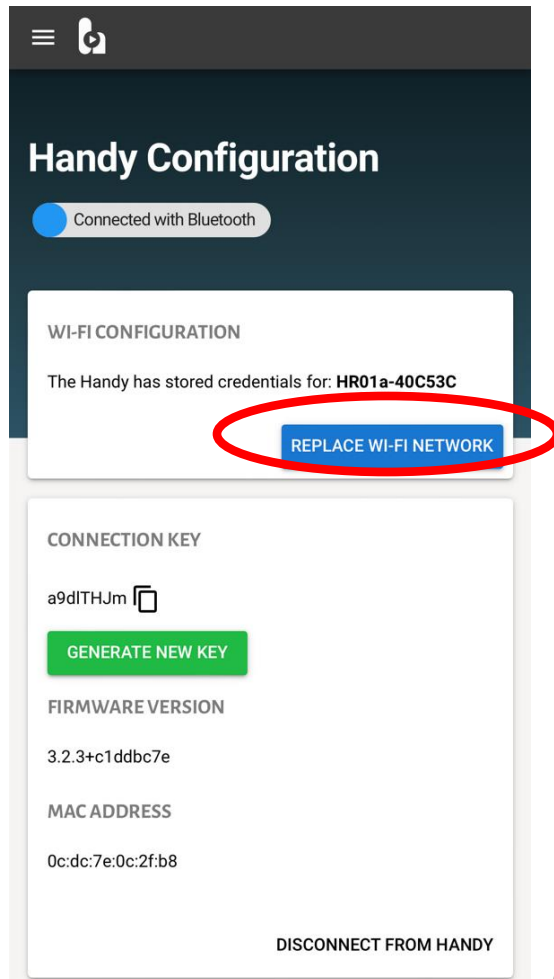 Handy Configuration
Connected with Bluetooth
WI-FI CONFIGURATION
The Handy has stored credentials for: HR01a-40C53C
REPLACE WI-FI NETWORK
CONNECTION KEY
a9dlTHJm
GENERATE NEW KEY
FIRMWARE VERSION
3.2.3+c1ddbc7e
MAC ADDRESS
0c:dc:7e:0c:2f:b8
DISCONNECT FROM HANDY